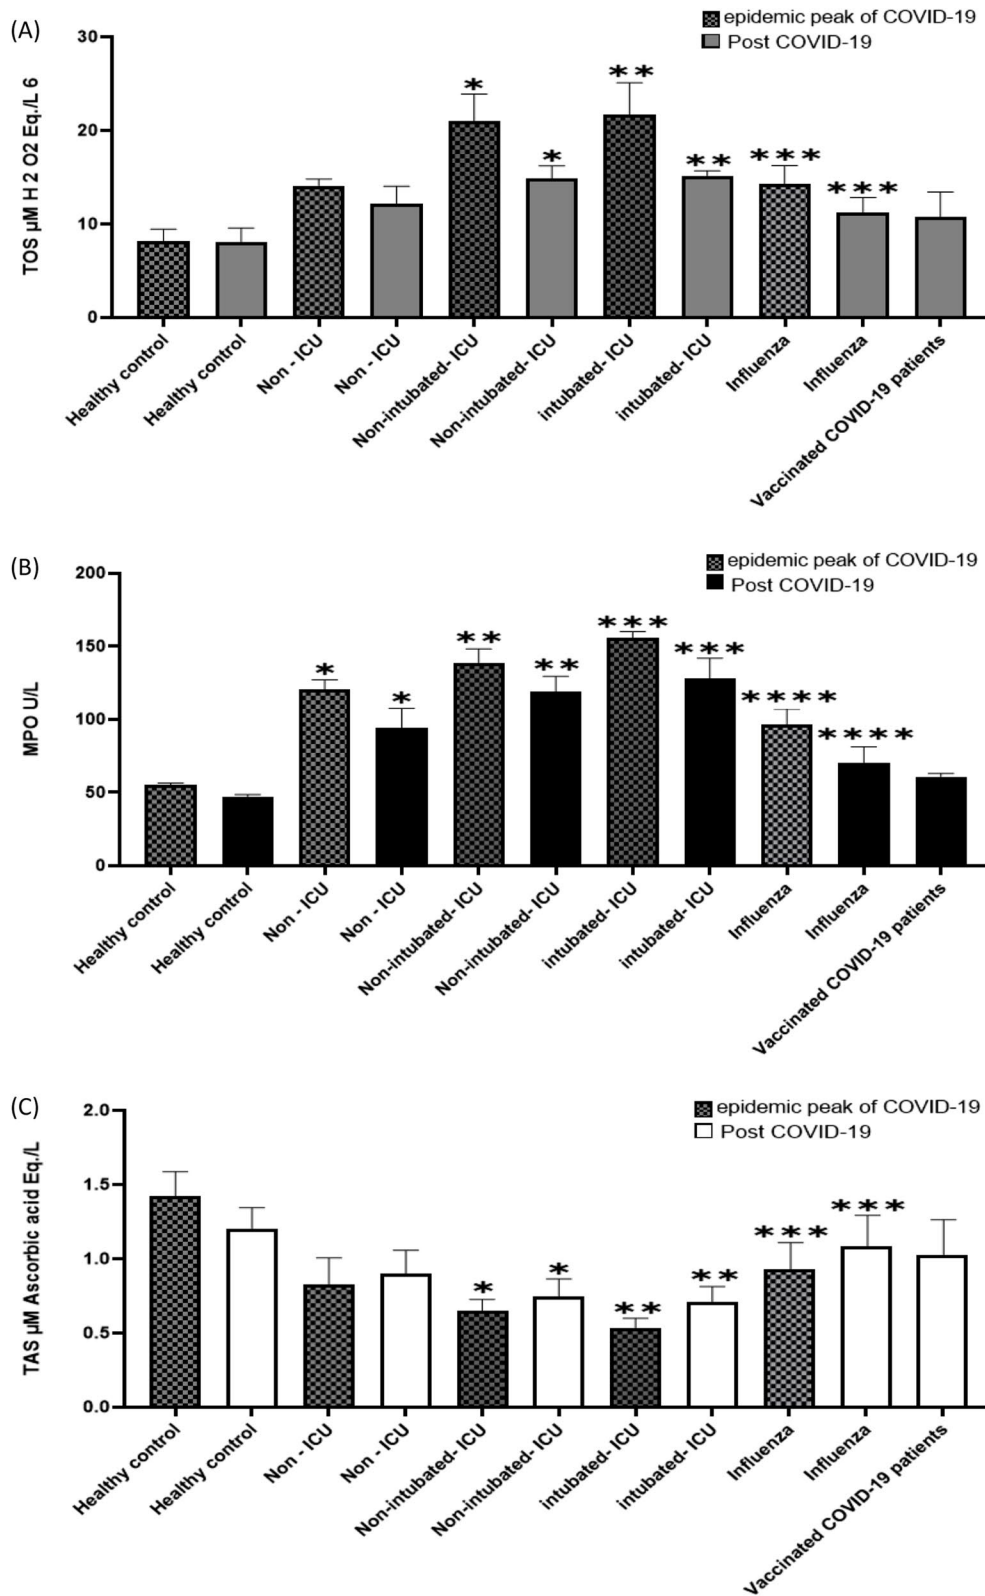 (A)
epidemic peak of COVID-19
Post COVID-19
TOS µM H 2 O2 Eq./L 6
30
20
10
0
*
*
**
**
***
***
Healthy control
Healthy control
Non - ICU
Non - ICU
Non-intubated- ICU
Non-intubated- ICU
intubated- ICU
intubated- ICU
Influenza
Influenza
Vaccinated COVID-19 patients
(B)
epidemic peak of COVID-19
Post COVID-19
MPO U/L
200
150
100
50
0
*
*
**
**
***
***
****
****
Healthy control
Healthy control
Non - ICU
Non - ICU
Non-intubated- ICU
Non-intubated- ICU
intubated- ICU
intubated- ICU
Influenza
Influenza
Vaccinated COVID-19 patients
(C)
epidemic peak of COVID-19
Post COVID-19
TAS µM Ascorbic acid Eq./L
2.0
1.5
1.0
0.5
0.0
*
*
**
**
***
***
Healthy control
Healthy control
Non - ICU
Non - ICU
Non-intubated- ICU
Non-intubated- ICU
intubated- ICU
intubated- ICU
Influenza
Influenza
Vaccinated COVID-19 patients